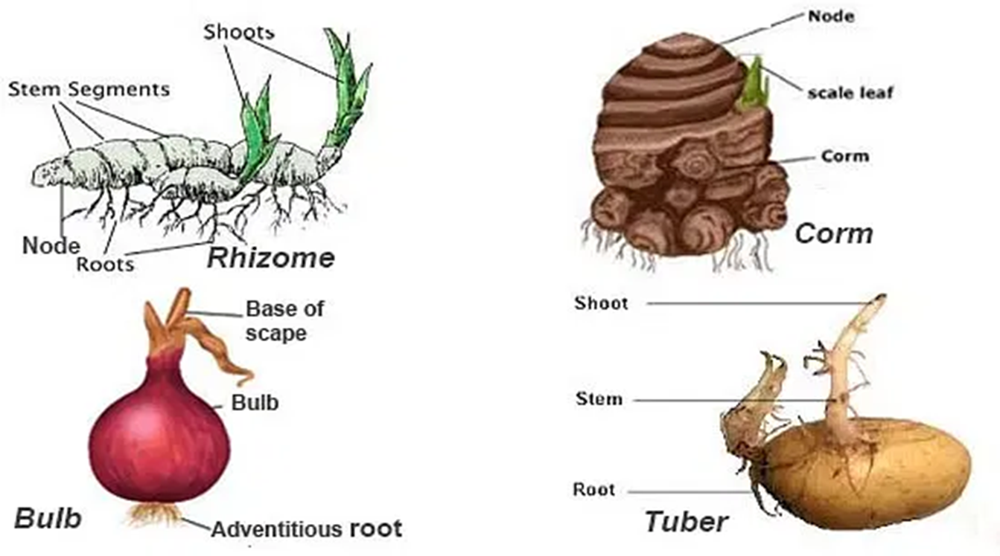 Shoots
Stem Segments
Node
Roots
Rhizome
Node
scale leaf
Corm
Corm
Base of
scape
Bulb
Bulb
Adventitious root
Shoot
Stem
Root
Tuber